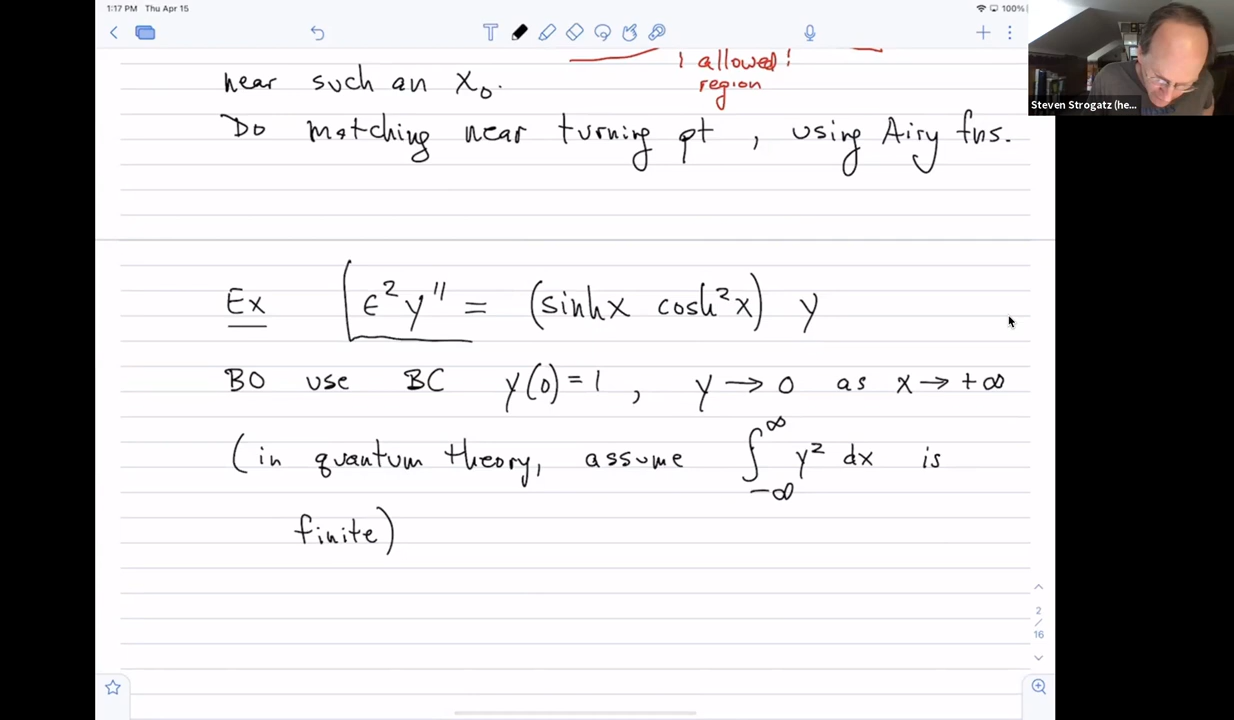 1:17 PM Thu Apr 15
100%
allowed!
region
near such an x₀.
Do matching near turning pt, using Airy fns.
Steven Strogatz (he...
Ex ε²y'' = (sinhx cosh²x) y
BO use BC y(0)=1, y → 0 as x → +∞
(in quantum theory, assume ∫_{-∞}^{∞} y² dx is
finite)
2
/
16